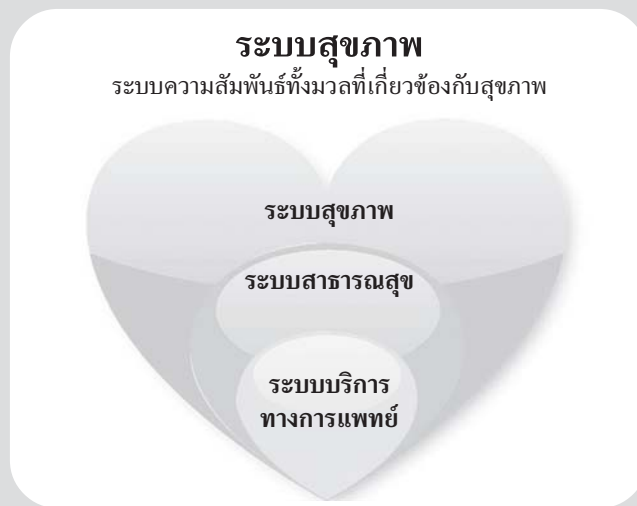 ระบบสุขภาพ
ระบบความสัมพันธ์ทั้งมวลที่เกี่ยวข้องกับสุขภาพ
ระบบสุขภาพ
ระบบสาธารณสุข
ระบบบริการ
ทางการแพทย์